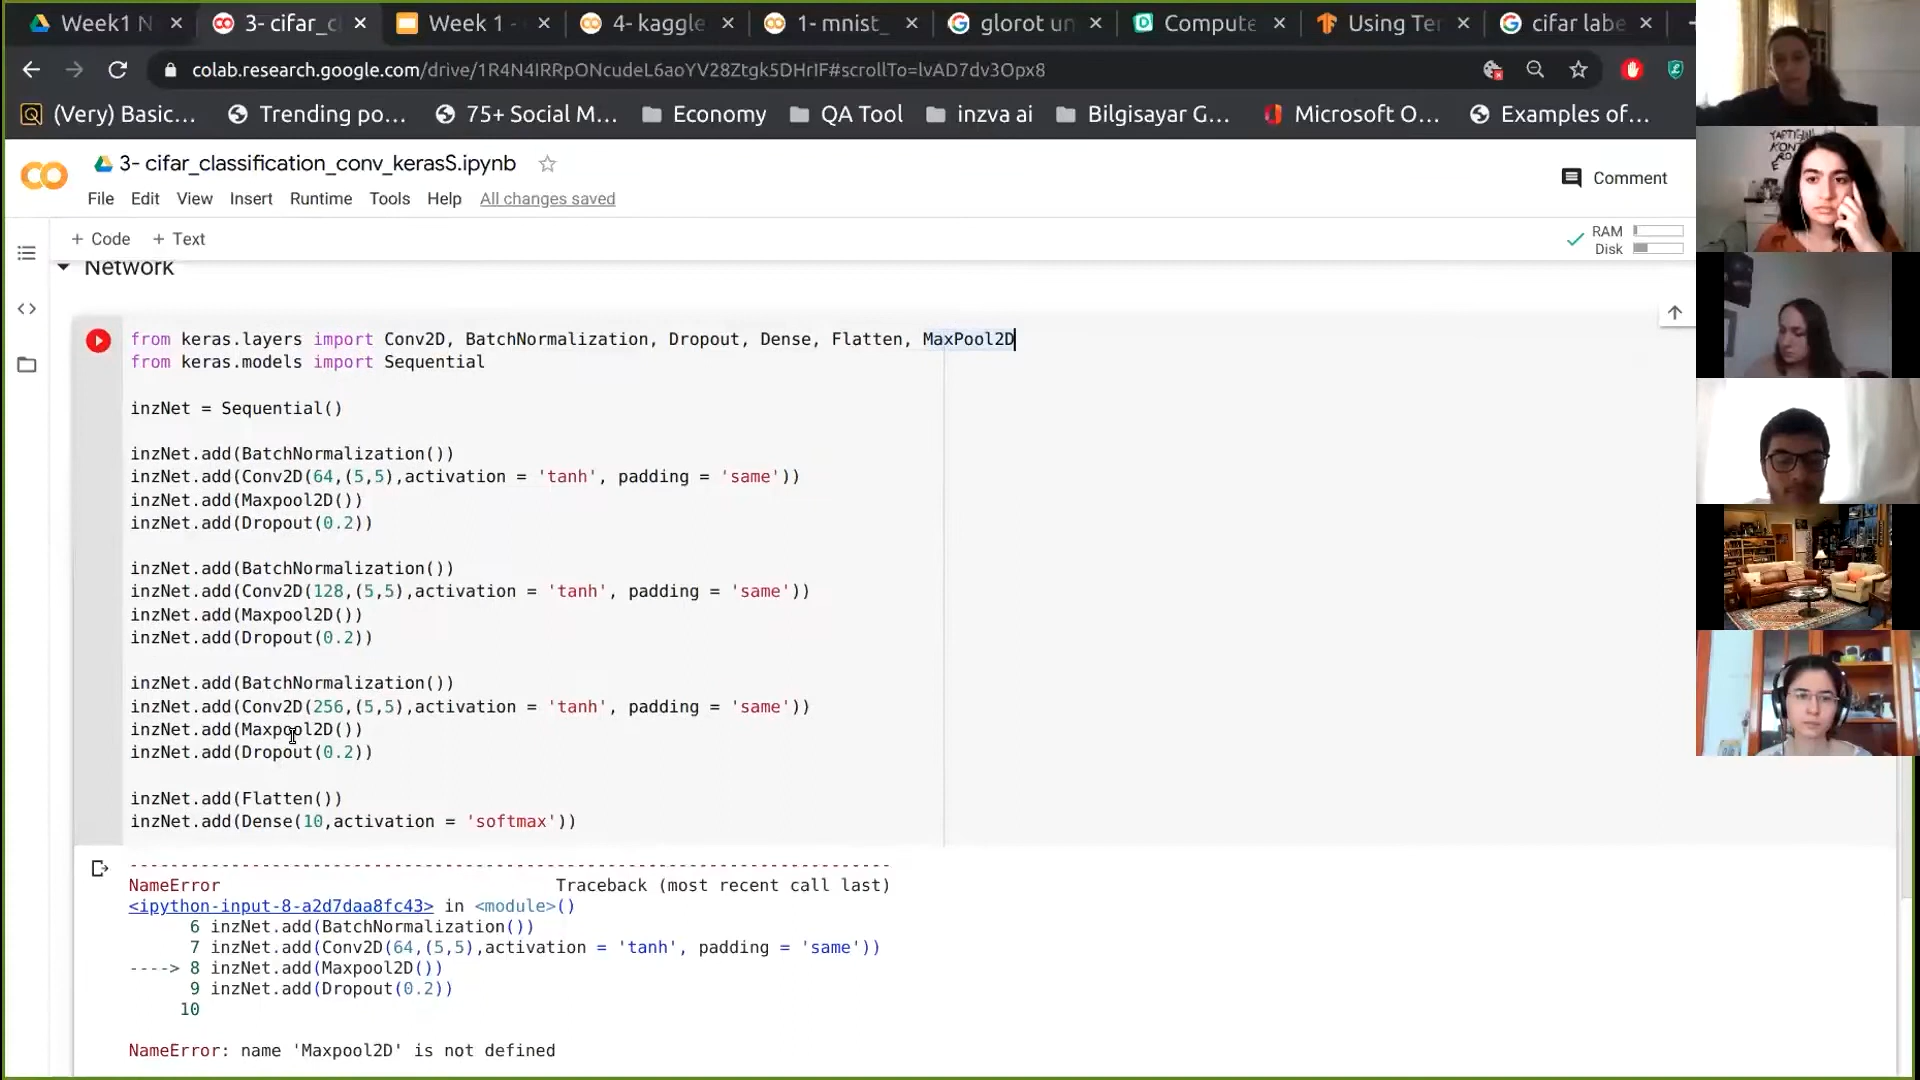 Week1 N
3- cifar_cl
Week 1 -
4- kaggle
1- mnist_
glorot un
Compute
Using Ter
cifar labe
colab.research.google.com/drive/1R4N4IRRpONcudeL6aoYV28Ztgk5DHrIF#scrollTo=lvAD7dv3Opx8
(Very) Basic...
Trending po...
75+ Social M...
Economy
QA Tool
inzva ai
Bilgisayar G...
Microsoft O...
Examples of...
3- cifar_classification_conv_kerasS.ipynb
Comment
File Edit View Insert Runtime Tools Help All changes saved
+ Code + Text
RAM
Disk
Network
from keras.layers import Conv2D, BatchNormalization, Dropout, Dense, Flatten, MaxPool2D
from keras.models import Sequential
inzNet = Sequential()
inzNet.add(BatchNormalization())
inzNet.add(Conv2D(64,(5,5),activation = 'tanh', padding = 'same'))
inzNet.add(Maxpool2D())
inzNet.add(Dropout(0.2))
inzNet.add(BatchNormalization())
inzNet.add(Conv2D(128,(5,5),activation = 'tanh', padding = 'same'))
inzNet.add(Maxpool2D())
inzNet.add(Dropout(0.2))
inzNet.add(BatchNormalization())
inzNet.add(Conv2D(256,(5,5),activation = 'tanh', padding = 'same'))
inzNet.add(Maxpool2D())
inzNet.add(Dropout(0.2))
inzNet.add(Flatten())
inzNet.add(Dense(10,activation = 'softmax'))
---------------------------------------------------------------------------
NameError Traceback (most recent call last)
<ipython-input-8-a2d7daa8fc43> in <module>()
6 inzNet.add(BatchNormalization())
7 inzNet.add(Conv2D(64,(5,5),activation = 'tanh', padding = 'same'))
----> 8 inzNet.add(Maxpool2D())
9 inzNet.add(Dropout(0.2))
10
NameError: name 'Maxpool2D' is not defined